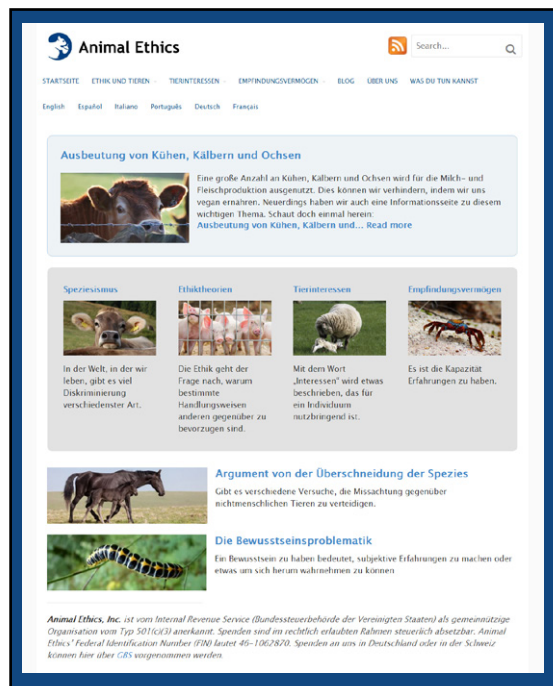 Animal Ethics
Search...
STARTSEITE ETHIK UND TIEREN TIERINTERESSEN EMPFINDUNGSVERMÖGEN BLOG ÜBER UNS WAS DU TUN KANNST
English Español Italiano Português Deutsch Français
Ausbeutung von Kühen, Kälbern und Ochsen
Eine große Anzahl an Kühen, Kälbern und Ochsen wird für die Milch- und
Fleischproduktion ausgenutzt. Dies können wir verhindern, indem wir uns
vegan ernähren. Neuerdings haben wir auch eine Informationsseite zu diesem
wichtigen Thema. Schaut doch einmal herein:
Ausbeutung von Kühen, Kälbern und... Read more
Speziesismus
In der Welt, in der wir
leben, gibt es viel
Diskriminierung
verschiedenster Art.
Ethiktheorien
Die Ethik geht der
Frage nach, warum
bestimmte
Handlungsweisen
anderen gegenüber zu
bevorzugen sind.
Tierinteressen
Mit dem Wort
„Interessen" wird etwas
beschrieben, das für
ein Individuum
nutzbringend ist.
Empfindungsvermögen
Es ist die Kapazität
Erfahrungen zu haben.
Argument von der Überschneidung der Spezies
Gibt es verschiedene Versuche, die Missachtung gegenüber
nichtmenschlichen Tieren zu verteidigen.
Die Bewusstseinsproblematik
Ein Bewusstsein zu haben bedeutet, subjektive Erfahrungen zu machen oder
etwas um sich herum wahrnehmen zu können
Animal Ethics, Inc. ist vom Internal Revenue Service (Bundessteuerbehörde der Vereinigten Staaten) als gemeinnützige
Organisation vom Typ 501(c)(3) anerkannt. Spenden sind im rechtlich erlaubten Rahmen steuerlich absetzbar. Animal
Ethics' Federal Identification Number (FIN) lautet 46-1062870. Spenden an uns in Deutschland oder in der Schweiz
können hier über GBS vorgenommen werden.